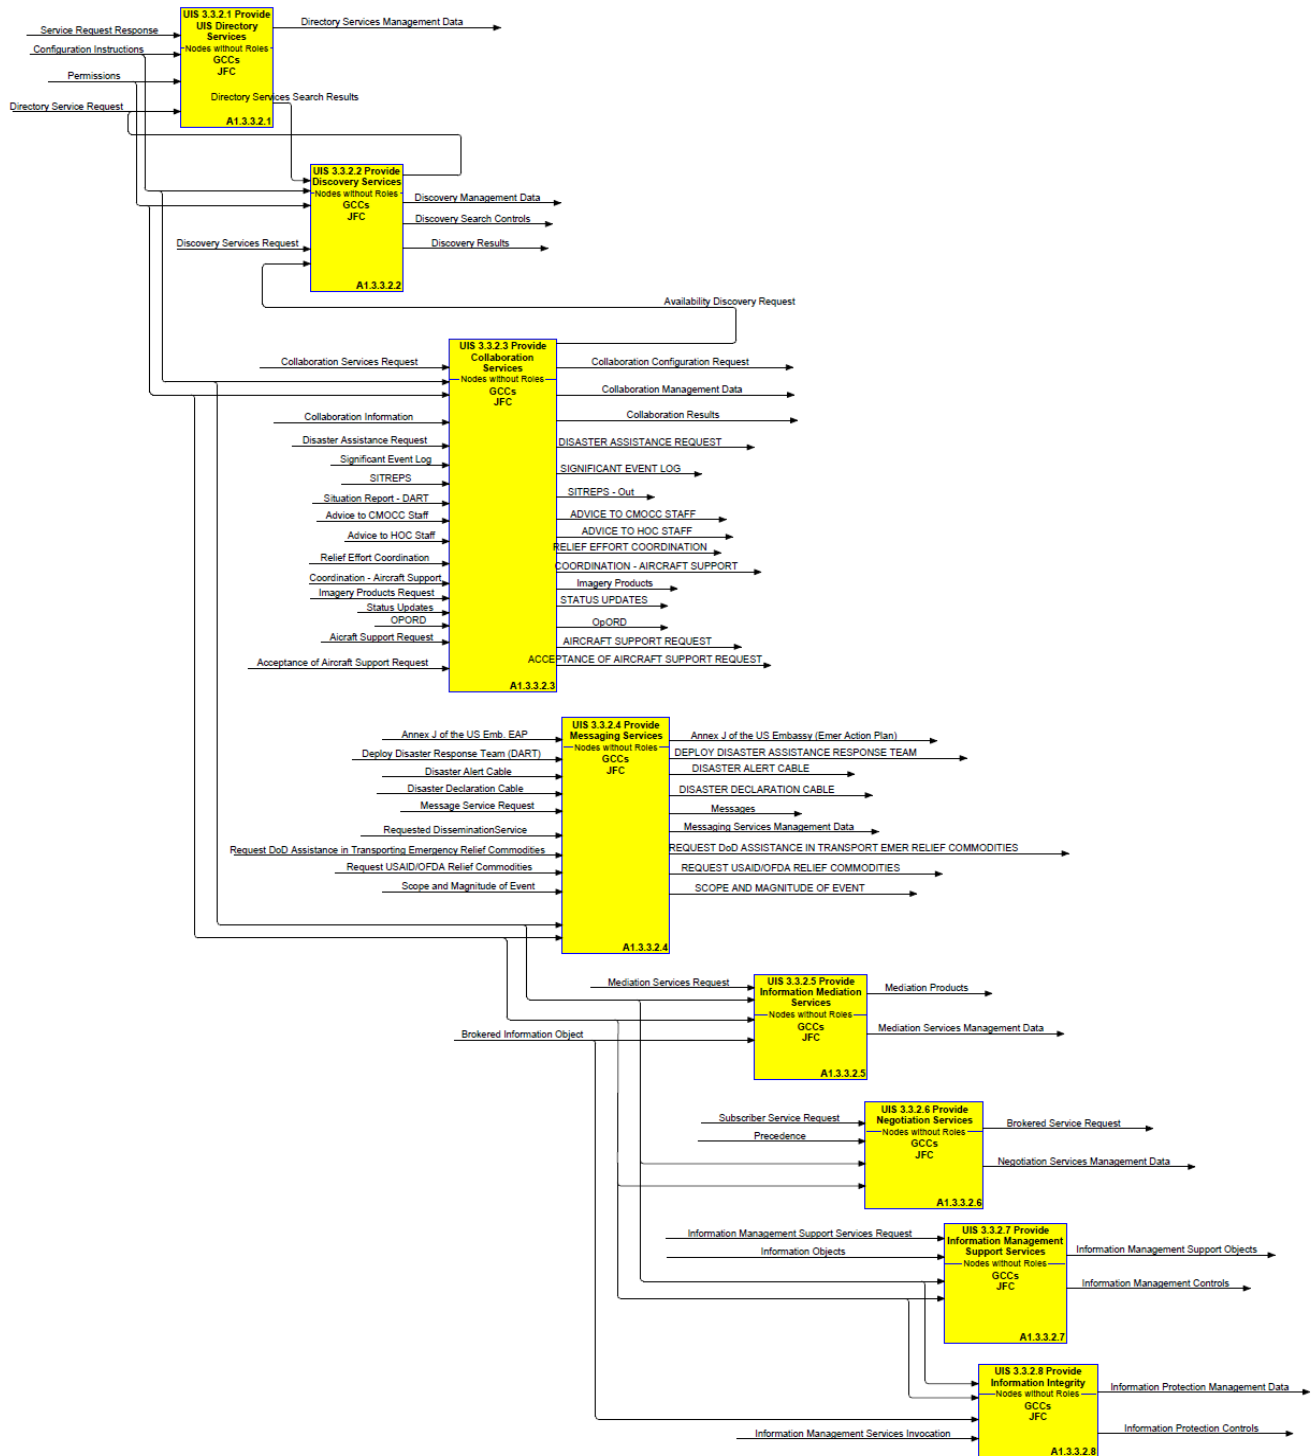 UIS 3.3.2.1 Provide
UIS Directory
Services
Nodes without Roles
GCCs
JFC
A1.3.3.2.1
Service Request Response
Configuration Instructions
Permissions
Directory Service Request
Directory Services Management Data
Directory Services Search Results
UIS 3.3.2.2 Provide
Discovery Services
Nodes without Roles
GCCs
JFC
A1.3.3.2.2
Discovery Services Request
Discovery Management Data
Discovery Search Controls
Discovery Results
Availability Discovery Request
UIS 3.3.2.3 Provide
Collaboration
Services
Nodes without Roles
GCCs
JFC
A1.3.3.2.3
Collaboration Services Request
Collaboration Information
Disaster Assistance Request
Significant Event Log
SITREPS
Situation Report - DART
Advice to CMOCC Staff
Advice to HOC Staff
Relief Effort Coordination
Coordination - Aircraft Support
Imagery Products Request
Status Updates
OPORD
Aicraft Support Request
Acceptance of Aircraft Support Request
Collaboration Configuration Request
Collaboration Management Data
Collaboration Results
DISASTER ASSISTANCE REQUEST
SIGNIFICANT EVENT LOG
SITREPS - Out
ADVICE TO CMOCC STAFF
ADVICE TO HOC STAFF
RELIEF EFFORT COORDINATION
COORDINATION - AIRCRAFT SUPPORT
Imagery Products
STATUS UPDATES
OpORD
AIRCRAFT SUPPORT REQUEST
ACCEPTANCE OF AIRCRAFT SUPPORT REQUEST
UIS 3.3.2.4 Provide
Messaging Services
Nodes without Roles
GCCs
JFC
A1.3.3.2.4
Annex J of the US Emb. EAP
Deploy Disaster Response Team (DART)
Disaster Alert Cable
Disaster Declaration Cable
Message Service Request
Requested DisseminationService
Request DoD Assistance in Transporting Emergency Relief Commodities
Request USAID/OFDA Relief Commodities
Scope and Magnitude of Event
Annex J of the US Embassy (Emer Action Plan)
DEPLOY DISASTER ASSISTANCE RESPONSE TEAM
DISASTER ALERT CABLE
DISASTER DECLARATION CABLE
Messages
Messaging Services Management Data
REQUEST DoD ASSISTANCE IN TRANSPORT EMER RELIEF COMMODITIES
REQUEST USAID/OFDA RELIEF COMMODITIES
SCOPE AND MAGNITUDE OF EVENT
UIS 3.3.2.5 Provide
Information Mediation
Services
Nodes without Roles
GCCs
JFC
A1.3.3.2.5
Mediation Services Request
Brokered Information Object
Mediation Products
Mediation Services Management Data
UIS 3.3.2.6 Provide
Negotiation Services
Nodes without Roles
GCCs
JFC
A1.3.3.2.6
Subscriber Service Request
Precedence
Brokered Service Request
Negotiation Services Management Data
UIS 3.3.2.7 Provide
Information Management
Support Services
Nodes without Roles
GCCs
JFC
A1.3.3.2.7
Information Management Support Services Request
Information Objects
Information Management Support Objects
Information Management Controls
UIS 3.3.2.8 Provide
Information Integrity
Nodes without Roles
GCCs
JFC
A1.3.3.2.8
Information Management Services Invocation
Information Protection Management Data
Information Protection Controls